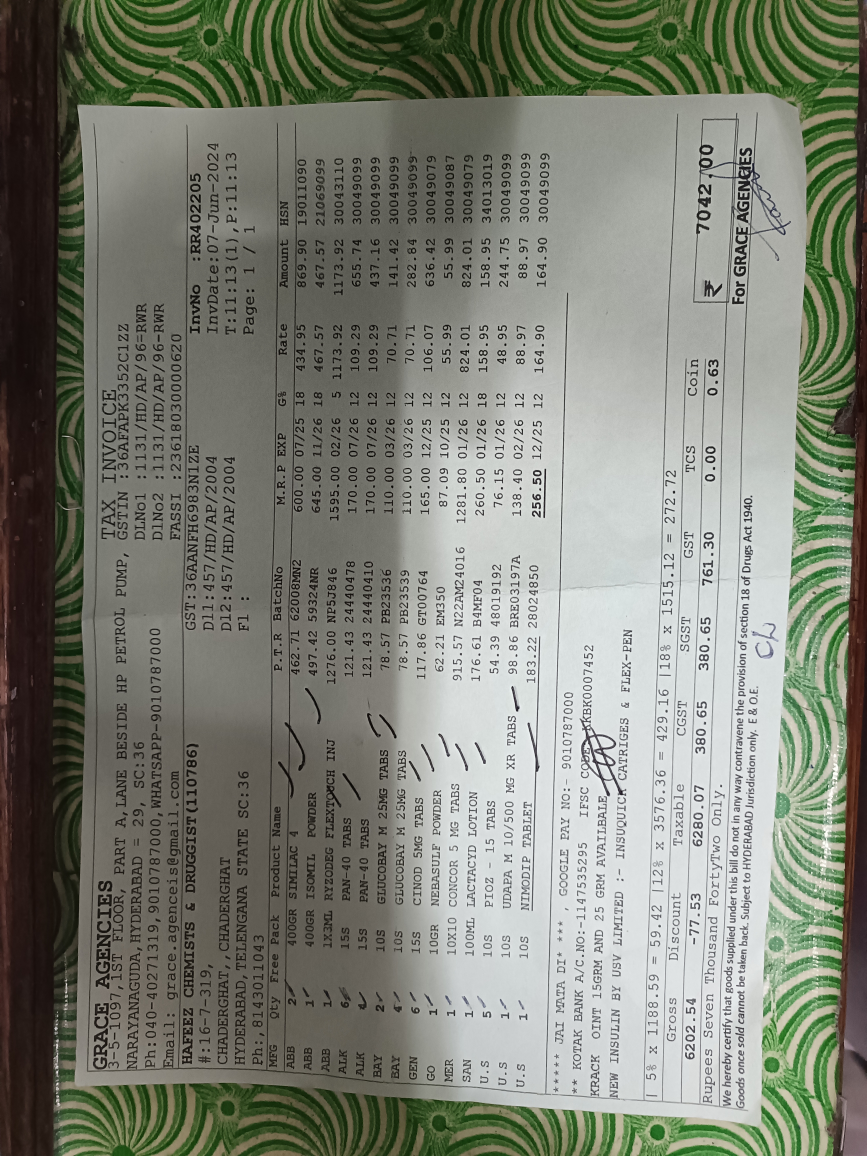 GRACE AGENCIES TAX INVOICE
3-5-1097,1ST FLOOR, PART A,LANE BESIDE HP PETROL PUMP, GSTIN :36AFAPK3352C1ZZ
NARAYANAGUDA,HYDERABAD = 29, SC:36 DLNo1 :1131/HD/AP/96=RWR
Ph:040-40271319,9010787000,WHATSAPP-9010787000 DlNo2 :1131/HD/AP/96-RWR
Email: grace.agenceis@gmail.com FASSI :23618030000620
HAFEEZ CHEMISTS & DRUGGIST(110786) GST:36AANFH6983N1ZE InvNo :RR402205
#:16-7-319, Dl1:457/HD/AP/2004 InvDate:07-Jun-2024
CHADERGHAT,,CHADERGHAT Dl2:457/HD/AP/2004 T:11:13(1),P:11:13
HYDERABAD,TELENGANA STATE SC:36 Fl : Page: 1 / 1
Ph:,8143011043
MFG Qty Free Pack Product Name P.T.R BatchNo M.R.P EXP G% Rate Amount HSN
ABB 2 400GR SIMILAC 4 462.71 62008MN2 600.00 07/25 18 434.95 869.90 19011090
ABB 1 400GR ISOMIL POWDER 497.42 59324NR 645.00 11/26 18 467.57 467.57 21069099
ABB 1 1X3ML RYZODEG FLEXTOUCH INJ 1276.00 NP5J846 1595.00 02/26 5 1173.92 1173.92 30043110
ALK 6 15S PAN-40 TABS 121.43 24440478 170.00 07/26 12 109.29 655.74 30049099
ALK 4 15S PAN-40 TABS 121.43 24440410 170.00 07/26 12 109.29 437.16 30049099
BAY 2 10S GLUCOBAY M 25MG TABS 78.57 PB23536 110.00 03/26 12 70.71 141.42 30049099
BAY 4 10S GLUCOBAY M 25MG TABS 78.57 PB23539 110.00 03/26 12 70.71 282.84 30049099
GEN 6 15S CINOD 5MG TABS 117.86 GT00764 165.00 12/25 12 106.07 636.42 30049079
GO 1 10GR NEBASULF POWDER 62.21 EM350 87.09 10/25 12 55.99 55.99 30049087
MER 1 10X10 CONCOR 5 MG TABS 915.57 N22AM24016 1281.80 01/26 12 824.01 824.01 30049079
SAN 1 100ML LACTACYD LOTION 176.61 B4MF04 260.50 01/26 18 158.95 158.95 34013019
U.S 5 10S PIOZ - 15 TABS 54.39 48019192 76.15 01/26 12 48.95 244.75 30049099
U.S 1 10S UDAPA M 10/500 MG XR TABS 98.86 BRE03197A 138.40 02/26 12 88.97 88.97 30049099
U.S 1 10S NIMODIP TABLET 183.22 28024850 256.50 12/25 12 164.90 164.90 30049099
***** JAI MATA DI* *** , GOOGLE PAY NO:- 9010787000
** KOTAK BANK A/C.NO:-1147535295 IFSC CODE KKBK0007452
KRACK OINT 15GRM AND 25 GRM AVAILBALE
NEW INSULIN BY USV LIMITED :- INSUQUICK CATRIGES & FLEX-PEN
| 5% x 1188.59 = 59.42 |12% x 3576.36 = 429.16 |18% x 1515.12 = 272.72
Gross Discount Taxable CGST SGST GST TCS Coin
6202.54 -77.53 6280.07 380.65 380.65 761.30 0.00 0.63 ₹ 7042.00
Rupees Seven Thousand FortyTwo Only.
We hereby certify that goods supplied under this bill do not in any way contravene the provision of section 18 of Drugs Act 1940. For GRACE AGENCIES
Goods once sold cannot be taken back. Subject to HYDERABAD Jurisdiction only. E & O.E.